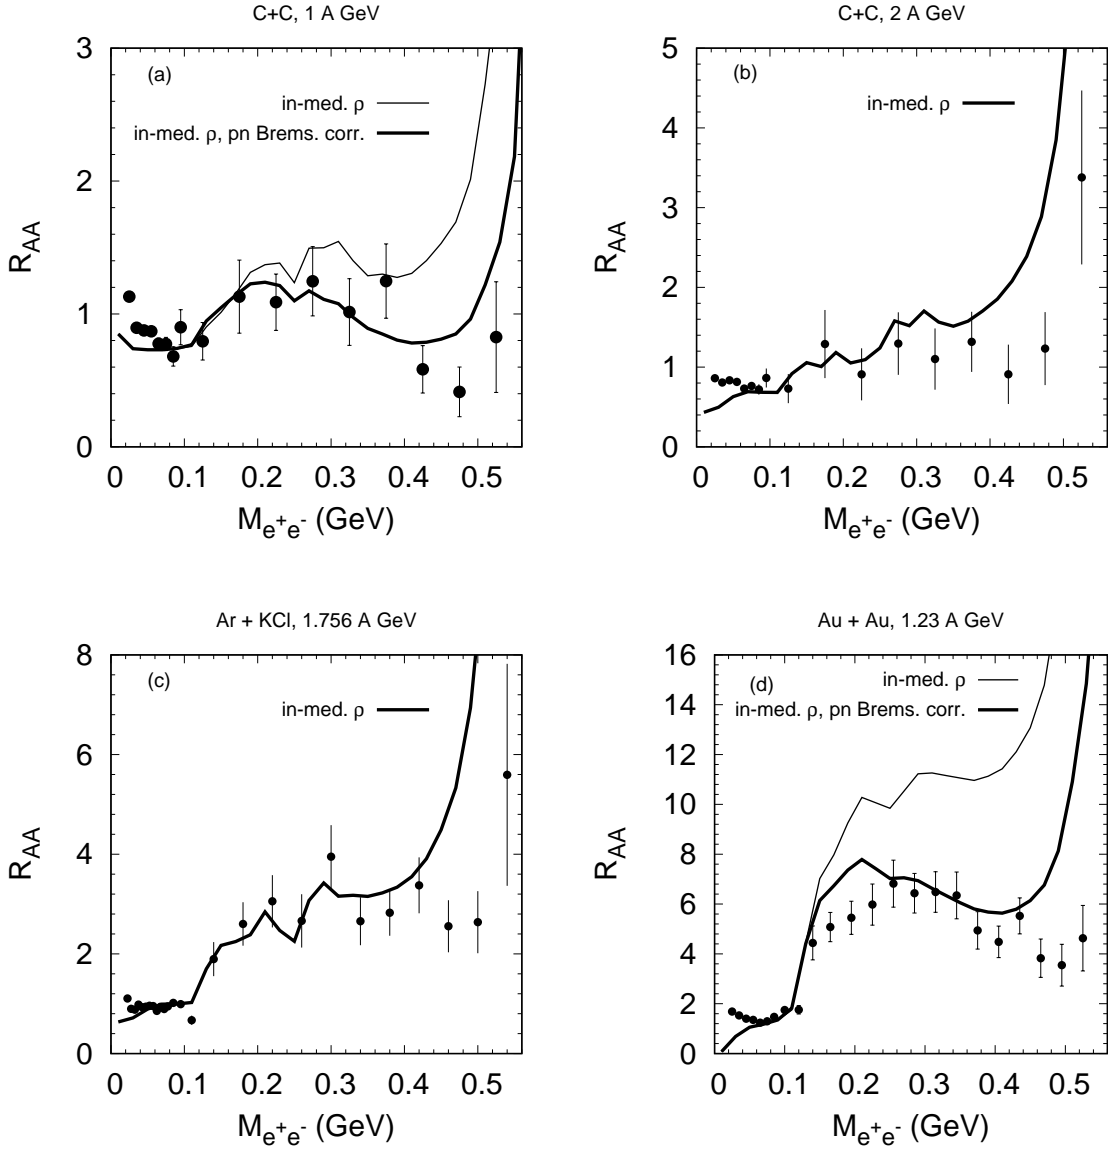 C+C, 1 A GeV
(a)
in-med. ρ
in-med. ρ, pn Brems. corr.
R_AA
3
2
1
0
0 0.1 0.2 0.3 0.4 0.5
M_e⁺e⁻ (GeV)
C+C, 2 A GeV
(b)
in-med. ρ
R_AA
5
4
3
2
1
0
0 0.1 0.2 0.3 0.4 0.5
M_e⁺e⁻ (GeV)
Ar + KCl, 1.756 A GeV
(c)
in-med. ρ
R_AA
8
6
4
2
0
0 0.1 0.2 0.3 0.4 0.5
M_e⁺e⁻ (GeV)
Au + Au, 1.23 A GeV
(d)
in-med. ρ
in-med. ρ, pn Brems. corr.
R_AA
16
14
12
10
8
6
4
2
0
0 0.1 0.2 0.3 0.4 0.5
M_e⁺e⁻ (GeV)